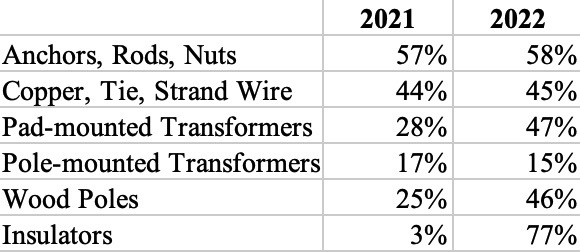 2021 2022
Anchors, Rods, Nuts 57% 58%
Copper, Tie, Strand Wire 44% 45%
Pad-mounted Transformers 28% 47%
Pole-mounted Transformers 17% 15%
Wood Poles 25% 46%
Insulators 3% 77%